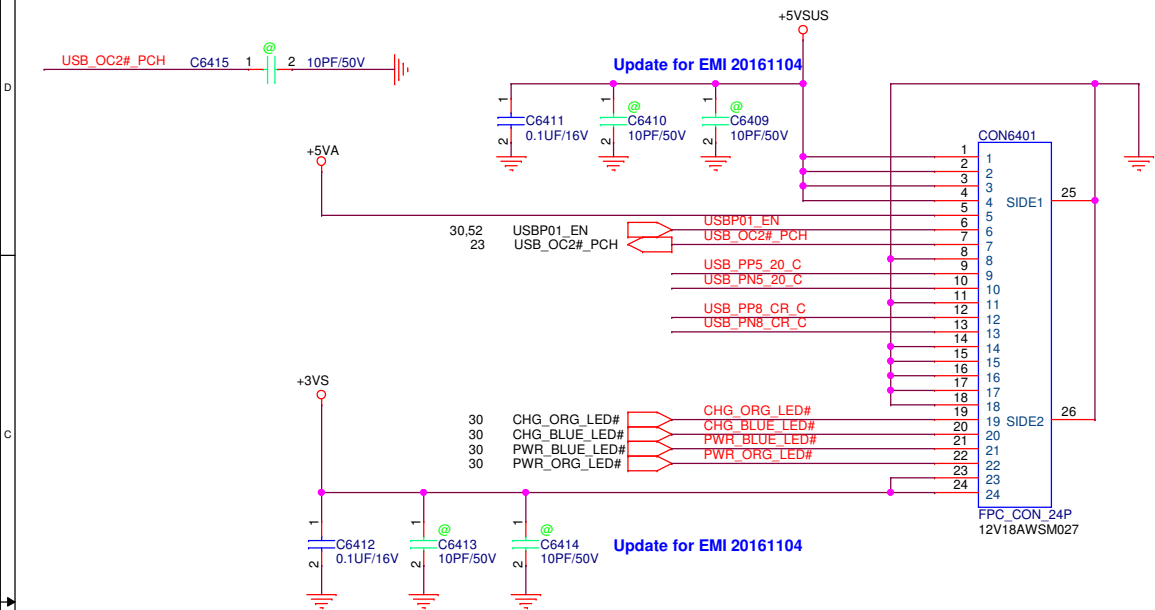 +5VSUS
USB_OC2#_PCH C6415 1 @ 2 10PF/50V
Update for EMI 20161104
D
1 C6411 0.1UF/16V 2
1 @ C6410 10PF/50V 2
1 @ C6409 10PF/50V 2
+5VA
CON6401
1 1
2 2
3 3
4 4 SIDE1 25
5 5
30,52 USBP01_EN USBP01_EN 6 6
23 USB_OC2#_PCH USB_OC2#_PCH 7 7
8 8
USB_PP5_20_C 9 9
USB_PN5_20_C 10 10
11 11
USB_PP8_CR_C 12 12
USB_PN8_CR_C 13 13
14 14
15 15
16 16
17 17
18 18
+3VS
C
30 CHG_ORG_LED# CHG_ORG_LED# 19 19 SIDE2 26
30 CHG_BLUE_LED# CHG_BLUE_LED# 20 20
30 PWR_BLUE_LED# PWR_BLUE_LED# 21 21
30 PWR_ORG_LED# PWR_ORG_LED# 22 22
23 23
24 24
FPC_CON_24P
12V18AWSM027
1 C6412 0.1UF/16V 2
1 @ C6413 10PF/50V 2
1 @ C6414 10PF/50V 2
Update for EMI 20161104